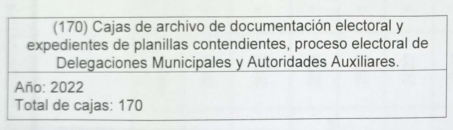 (170) Cajas de archivo de documentación electoral y
expedientes de planillas contendientes, proceso electoral de
Delegaciones Municipales y Autoridades Auxiliares.
Año: 2022
Total de cajas: 170